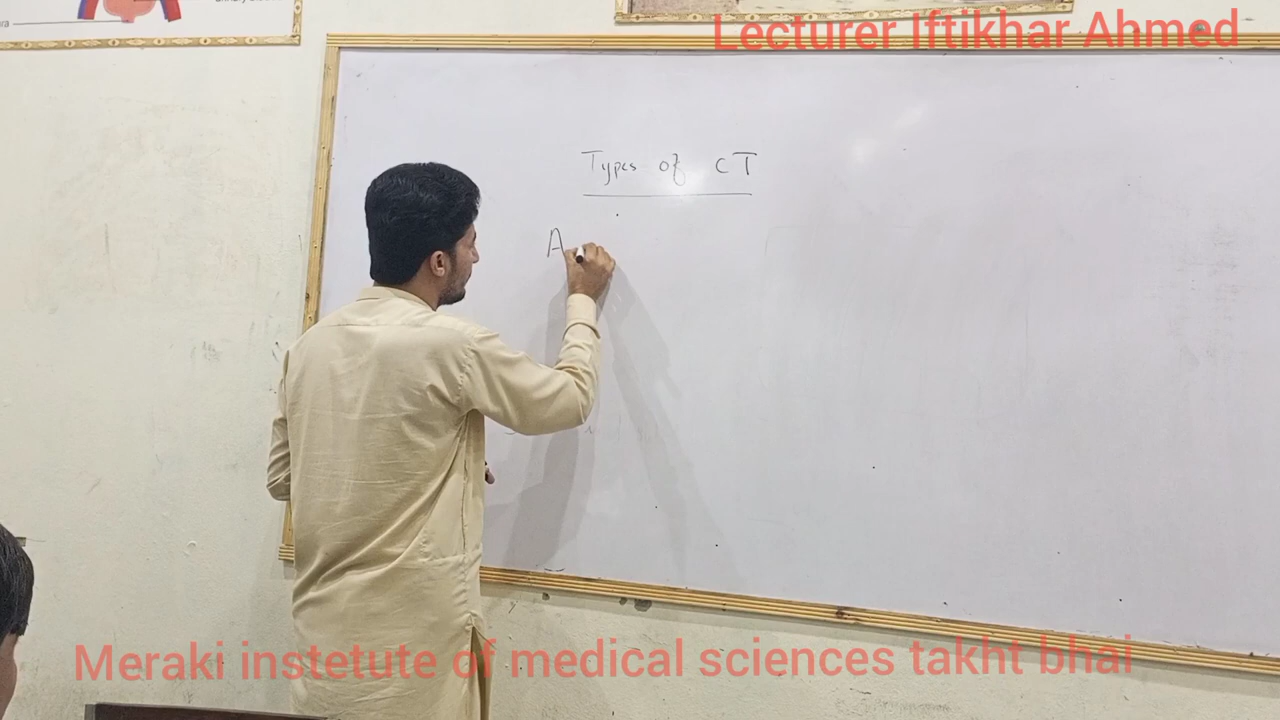 Lecturer Iftikhar Ahmed
Types of CT
A
Meraki instetute of medical sciences takht bhai